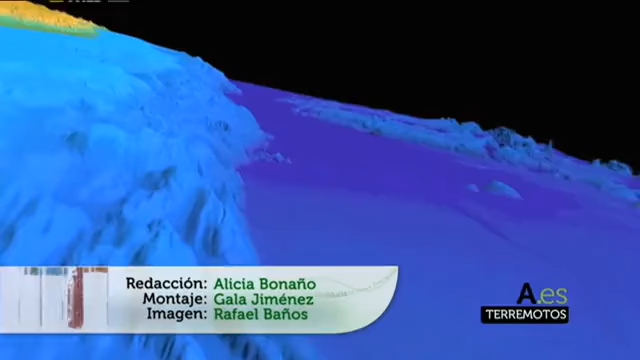 Redacción: Alicia Bonaño
Montaje: Gala Jiménez
Imagen: Rafael Baños
A.es
TERREMOTOS